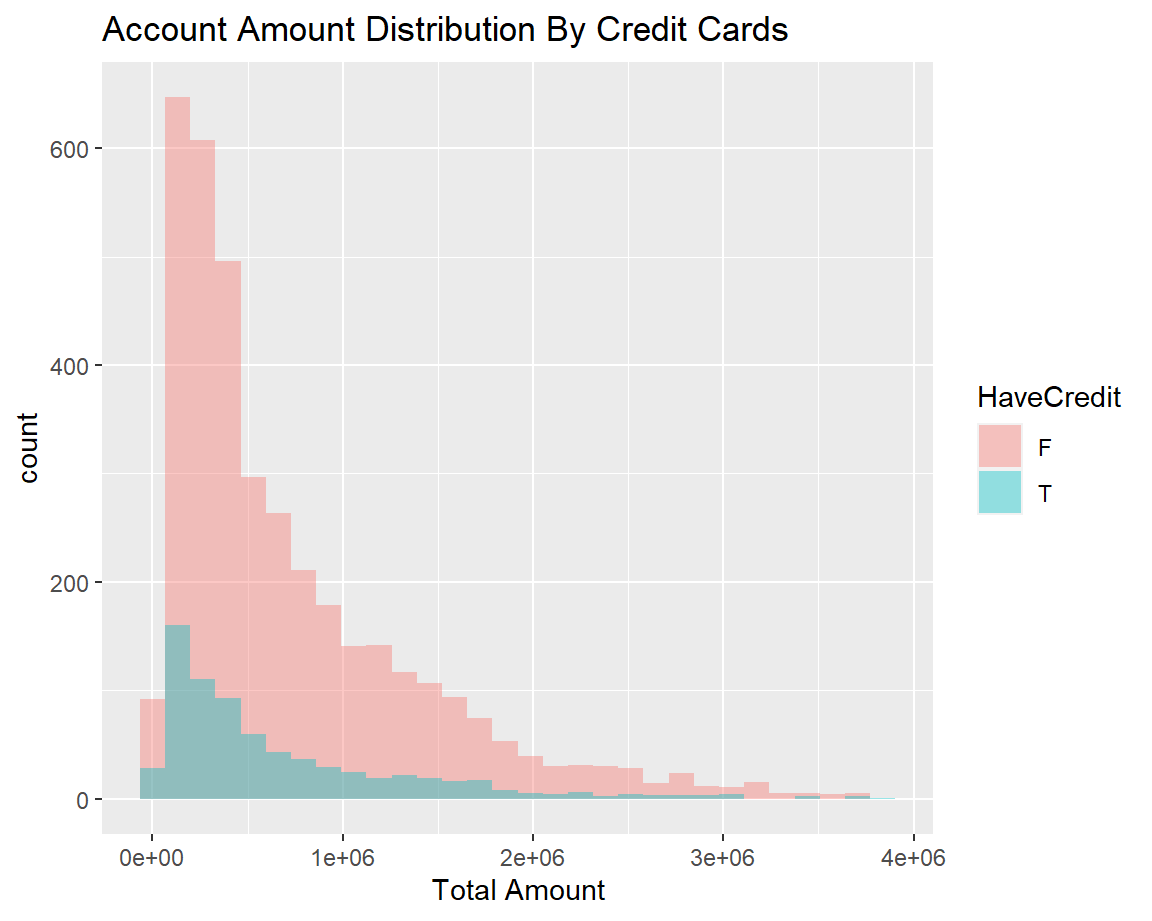 Account Amount Distribution By Credit Cards
600
400
200
0
count
0e+00 1e+06 2e+06 3e+06 4e+06
Total Amount
HaveCredit
F
T